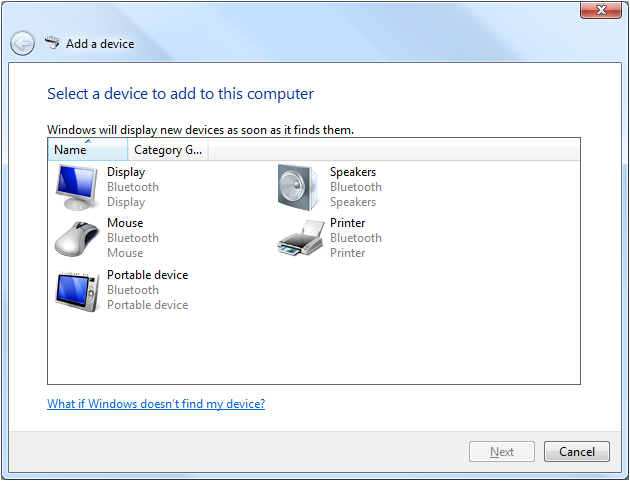 Add a device
Select a device to add to this computer
Windows will display new devices as soon as it finds them.
Name Category G...
Display
Bluetooth
Display
Speakers
Bluetooth
Speakers
Mouse
Bluetooth
Mouse
Printer
Bluetooth
Printer
Portable device
Bluetooth
Portable device
What if Windows doesn't find my device?
Next Cancel